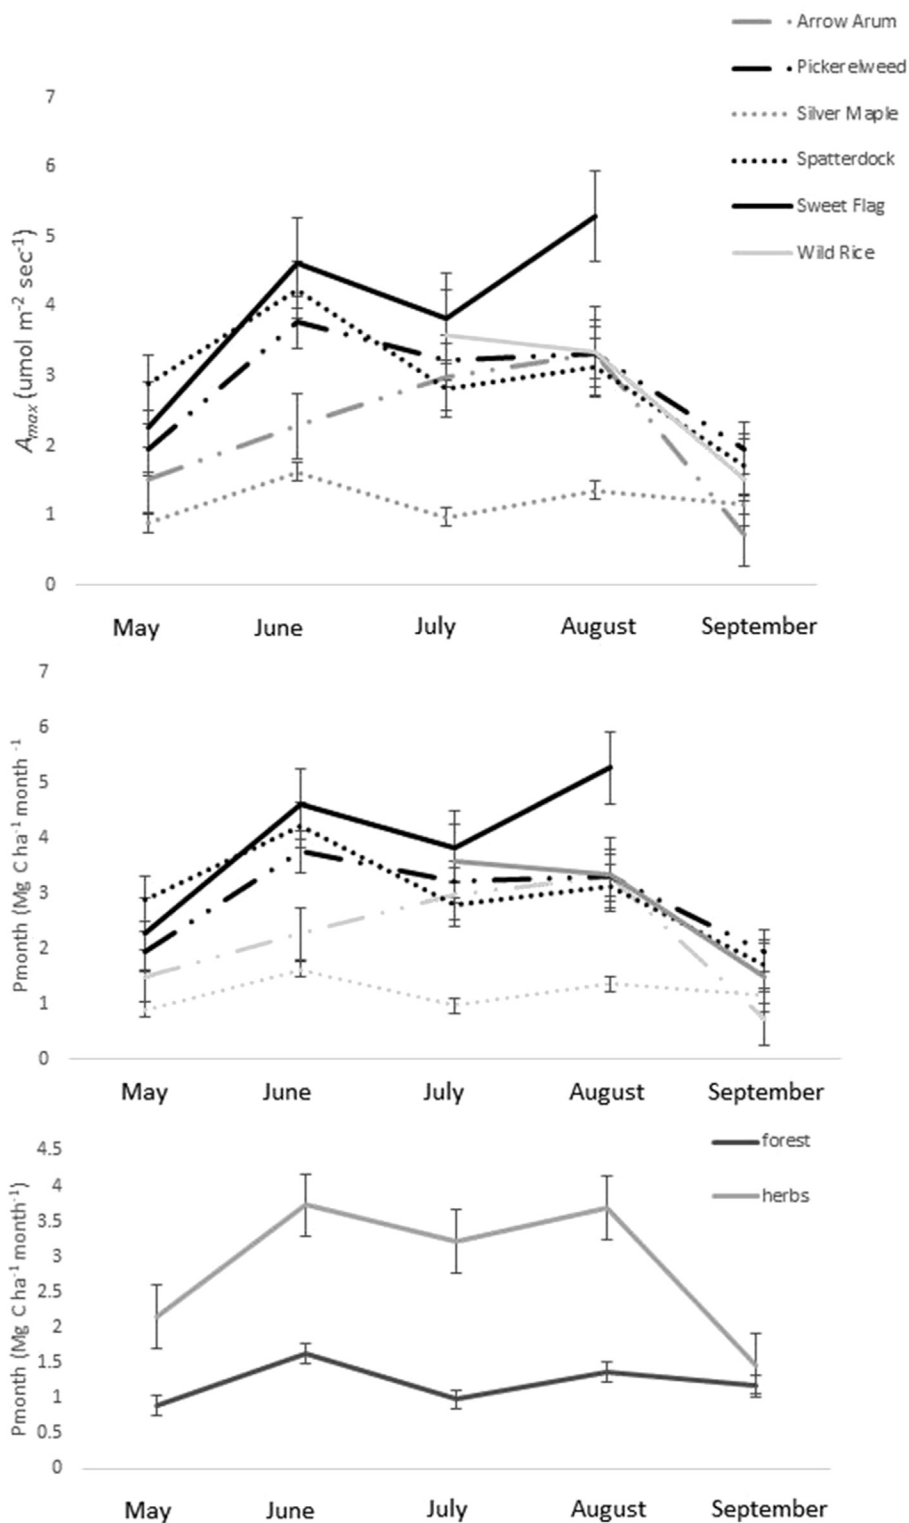 Arrow Arum
Pickerelweed
Silver Maple
Spatterdock
Sweet Flag
Wild Rice
7
6
5
4
3
2
1
0
Amax (umol m-2 sec-1)
May June July August September
7
6
5
4
3
2
1
0
Pmonth (Mg C ha-1 month -1
May June July August September
forest
herbs
4.5
4
3.5
3
2.5
2
1.5
1
0.5
0
Pmonth (Mg C ha-1 month-1)
May June July August September